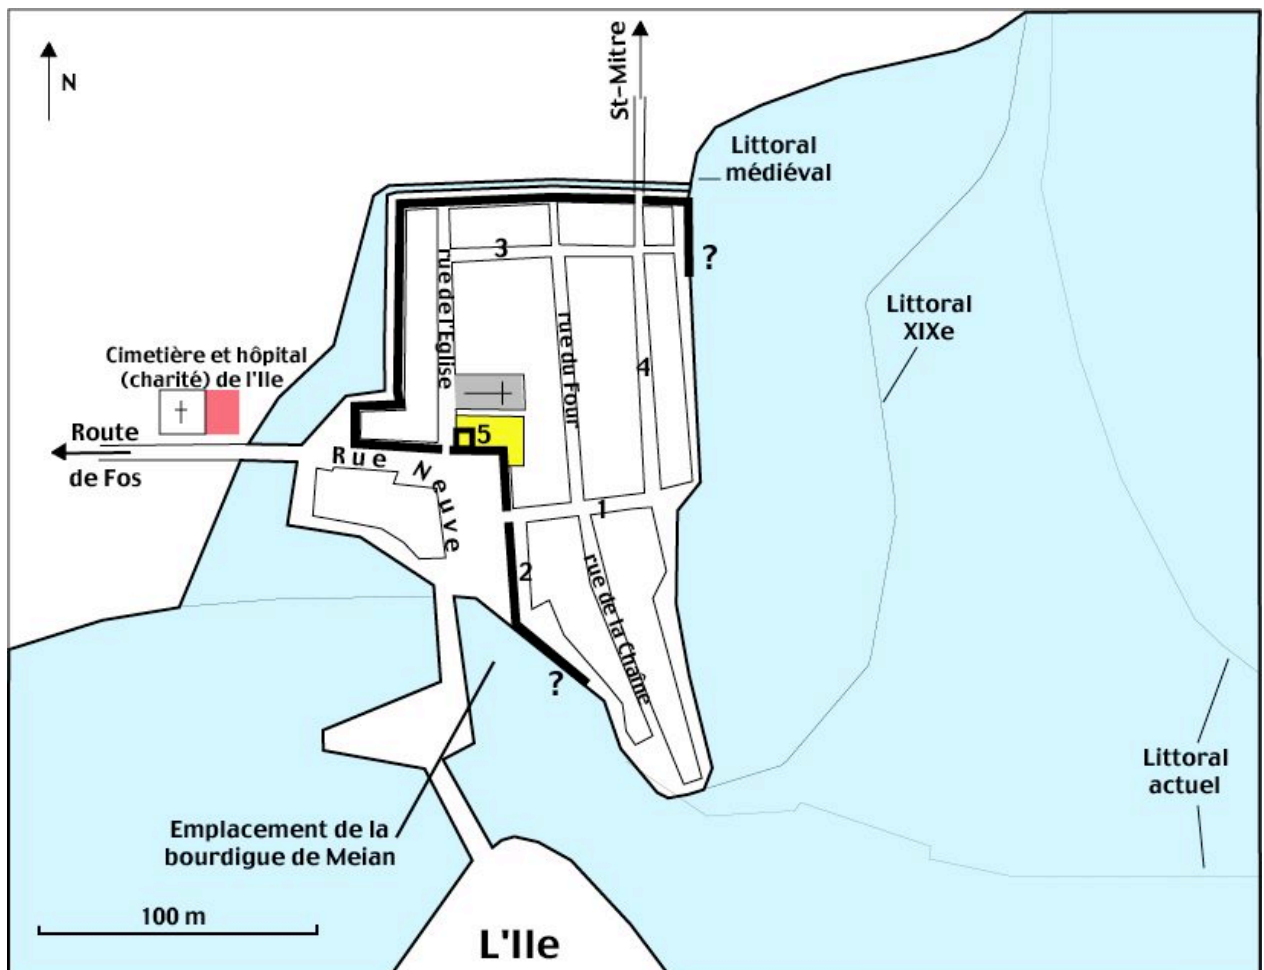 N
St-Mitre
Littoral
médiéval
3
?
rue de l'Eglise
rue du Four
Littoral
XIXe
Cimetière et hôpital
(charité) de l'Ile
4
Route
de Fos
5
Rue Neuve
1
2
rue de la Chaîne
?
Littoral
actuel
Emplacement de la
bourdigue de Meian
100 m
L'Ile